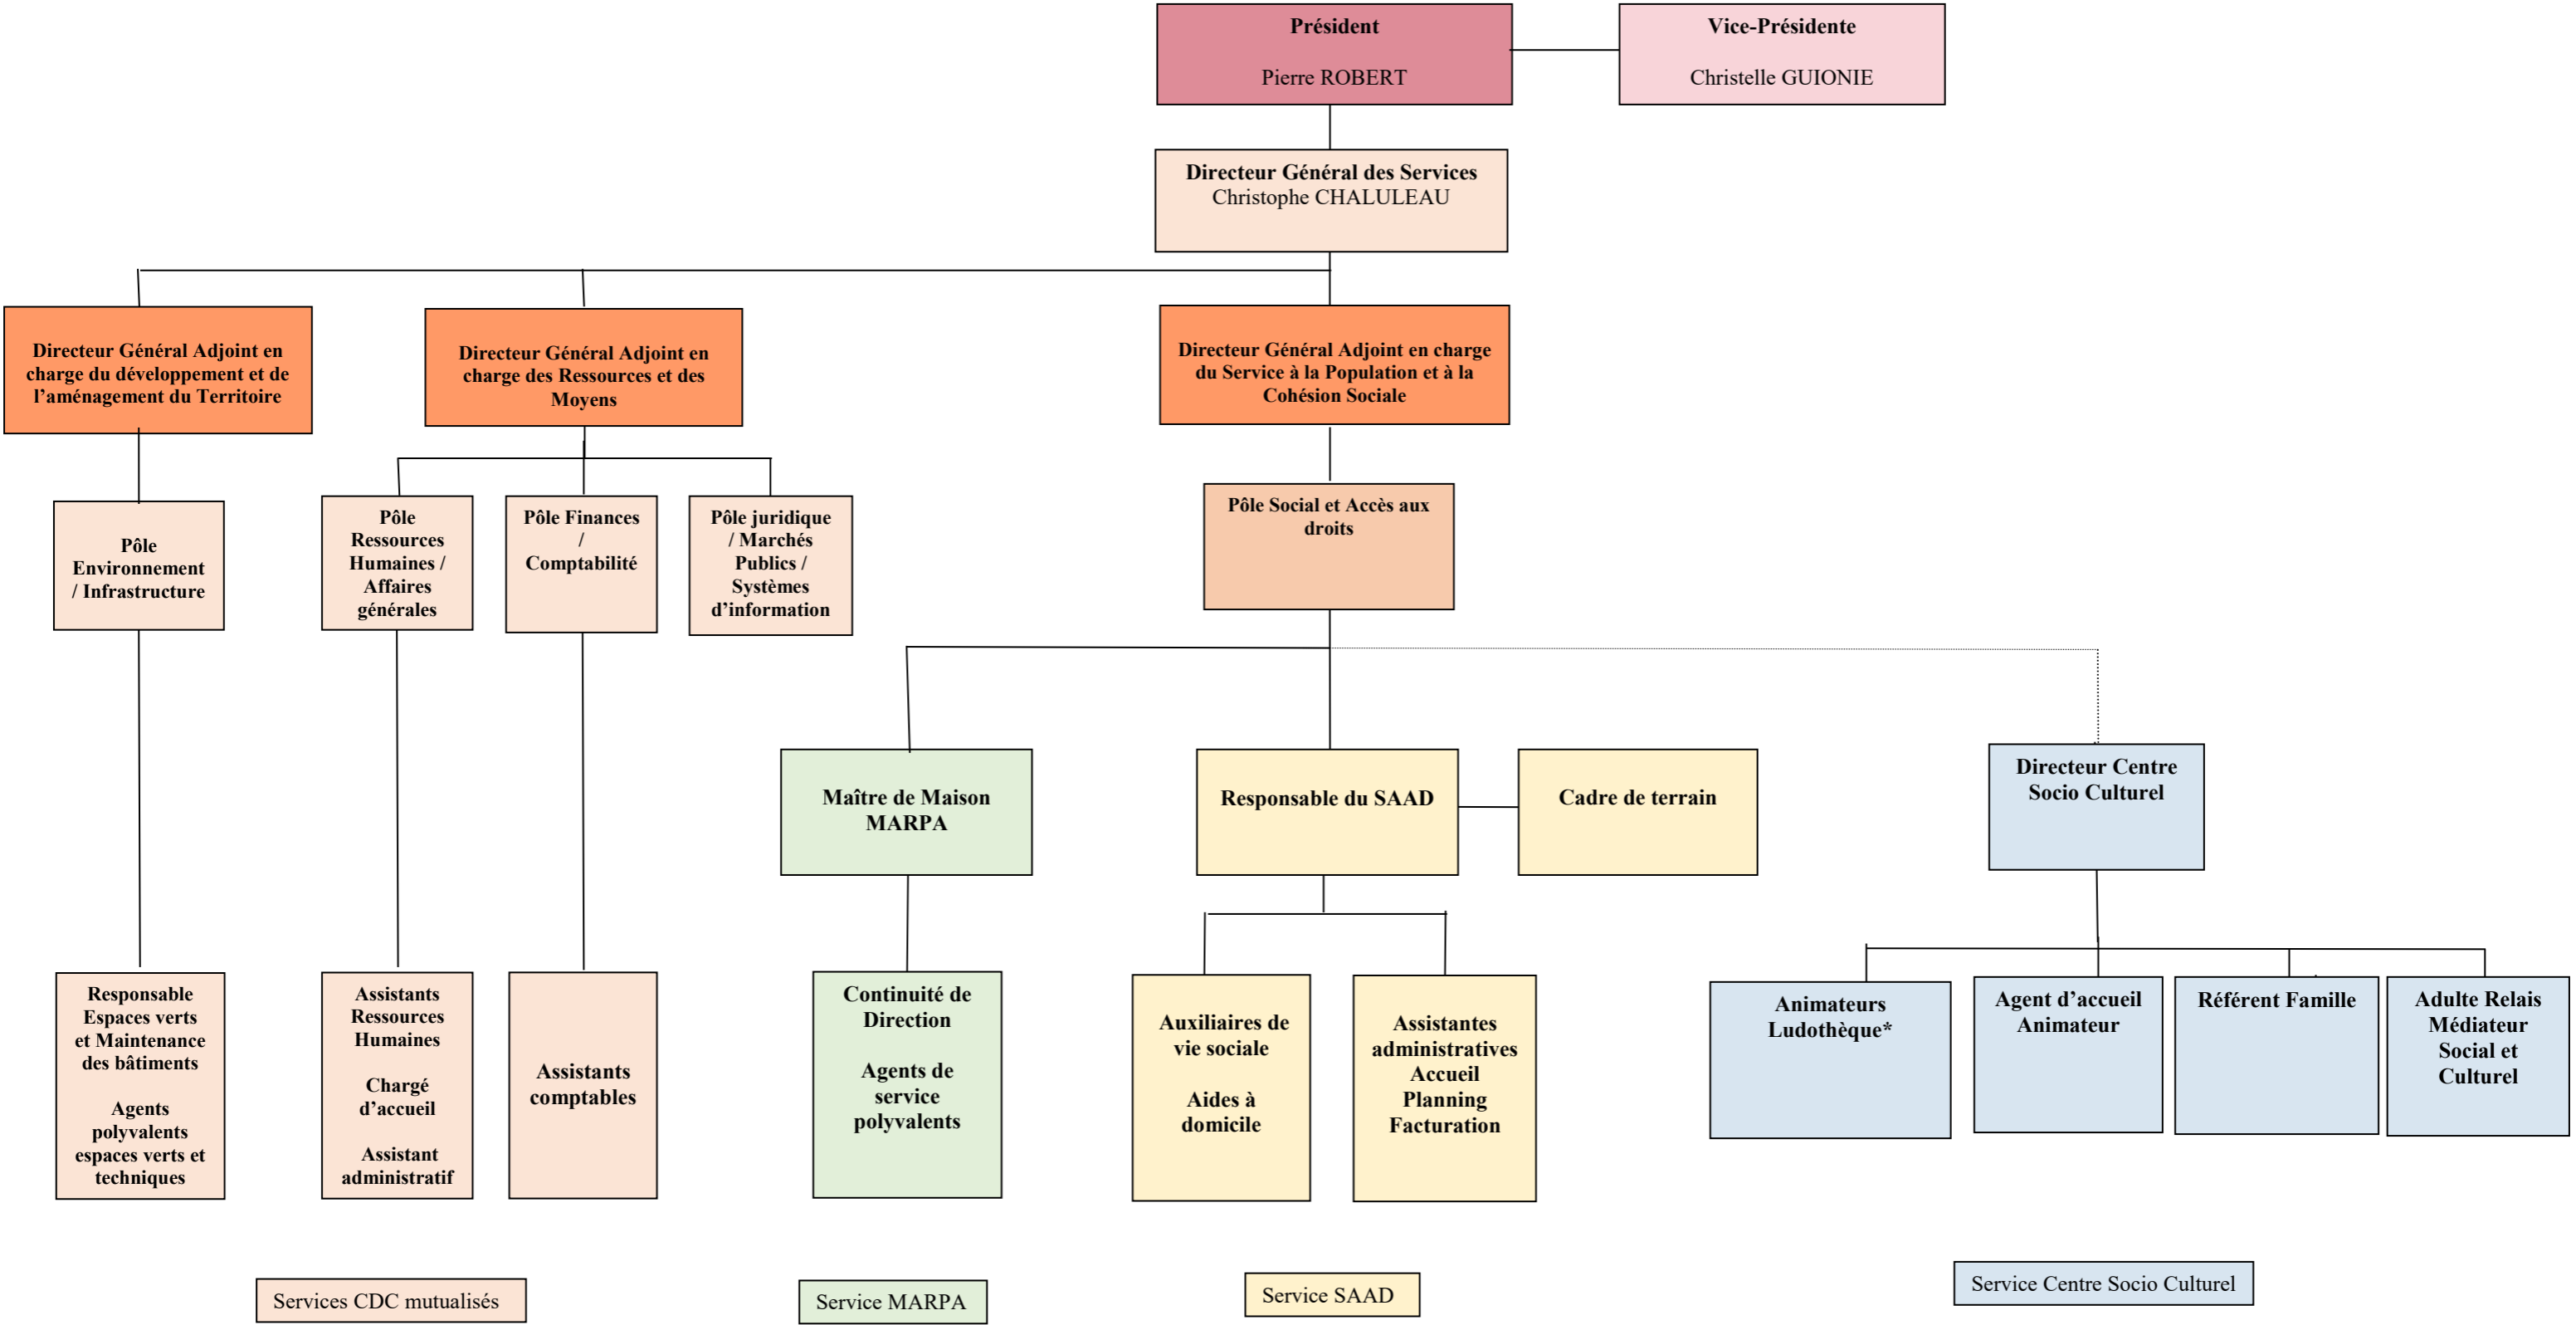 Président
Pierre ROBERT
Vice-Présidente
Christelle GUIONIE
Directeur Général des Services
Christophe CHALULEAU
Directeur Général Adjoint en
charge du développement et de
l’aménagement du Territoire
Directeur Général Adjoint en
charge des Ressources et des
Moyens
Directeur Général Adjoint en charge
du Service à la Population et à la
Cohésion Sociale
Pôle
Environnement
/ Infrastructure
Pôle
Ressources
Humaines /
Affaires
générales
Pôle Finances
/
Comptabilité
Pôle juridique
/ Marchés
Publics /
Systèmes
d’information
Pôle Social et Accès aux
droits
Maître de Maison
MARPA
Responsable du SAAD
Cadre de terrain
Directeur Centre
Socio Culturel
Responsable
Espaces verts
et Maintenance
des bâtiments
Agents
polyvalents
espaces verts et
techniques
Assistants
Ressources
Humaines
Chargé
d’accueil
Assistant
administratif
Assistants
comptables
Continuité de
Direction
Agents de
service
polyvalents
Auxiliaires de
vie sociale
Aides à
domicile
Assistantes
administratives
Accueil
Planning
Facturation
Animateurs
Ludothèque*
Agent d’accueil
Animateur
Référent Famille
Adulte Relais
Médiateur
Social et
Culturel
Services CDC mutualisés
Service MARPA
Service SAAD
Service Centre Socio Culturel